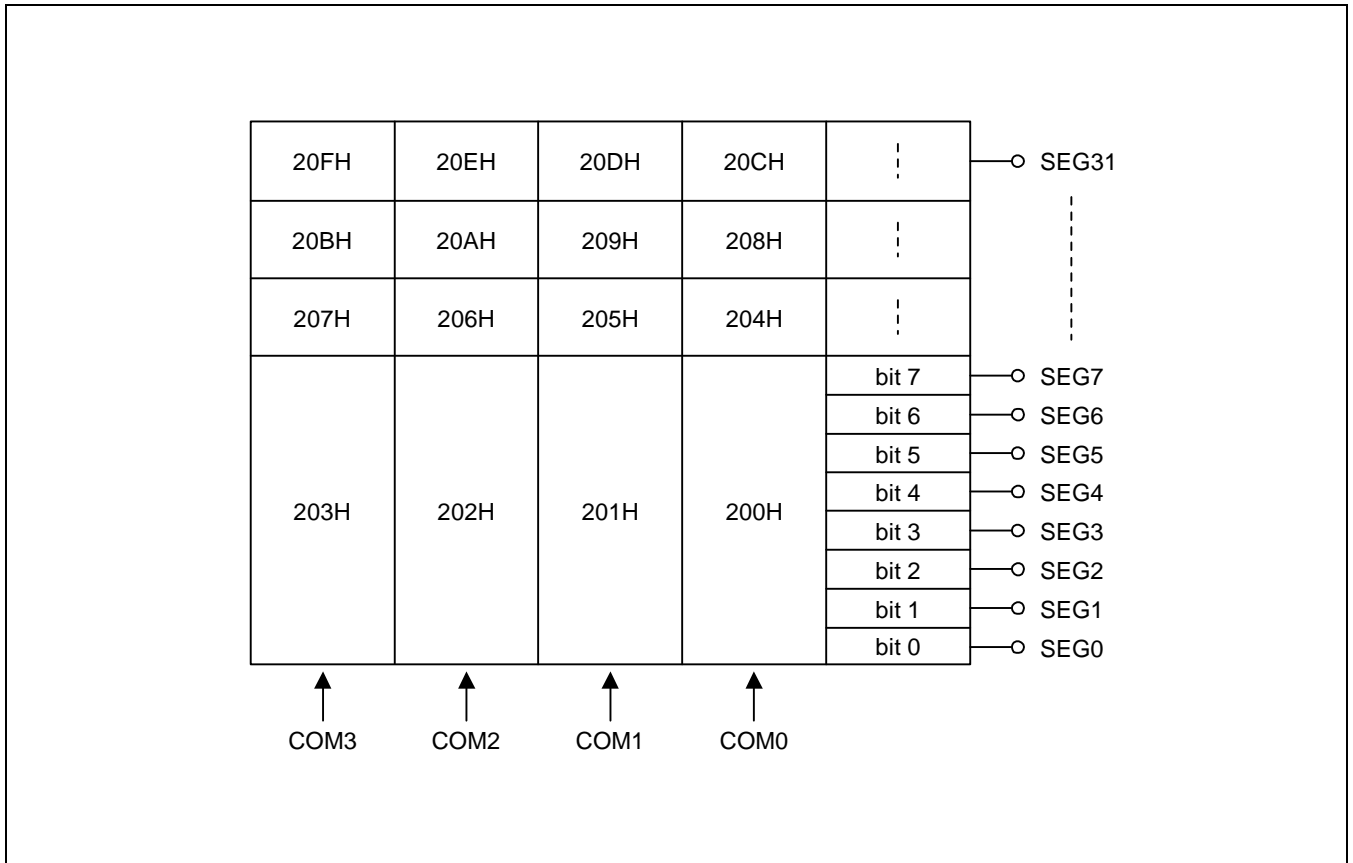 20FH 20EH 20DH 20CH SEG31
20BH 20AH 209H 208H
207H 206H 205H 204H
bit 7 SEG7
bit 6 SEG6
bit 5 SEG5
203H 202H 201H 200H bit 4 SEG4
bit 3 SEG3
bit 2 SEG2
bit 1 SEG1
bit 0 SEG0
COM3 COM2 COM1 COM0